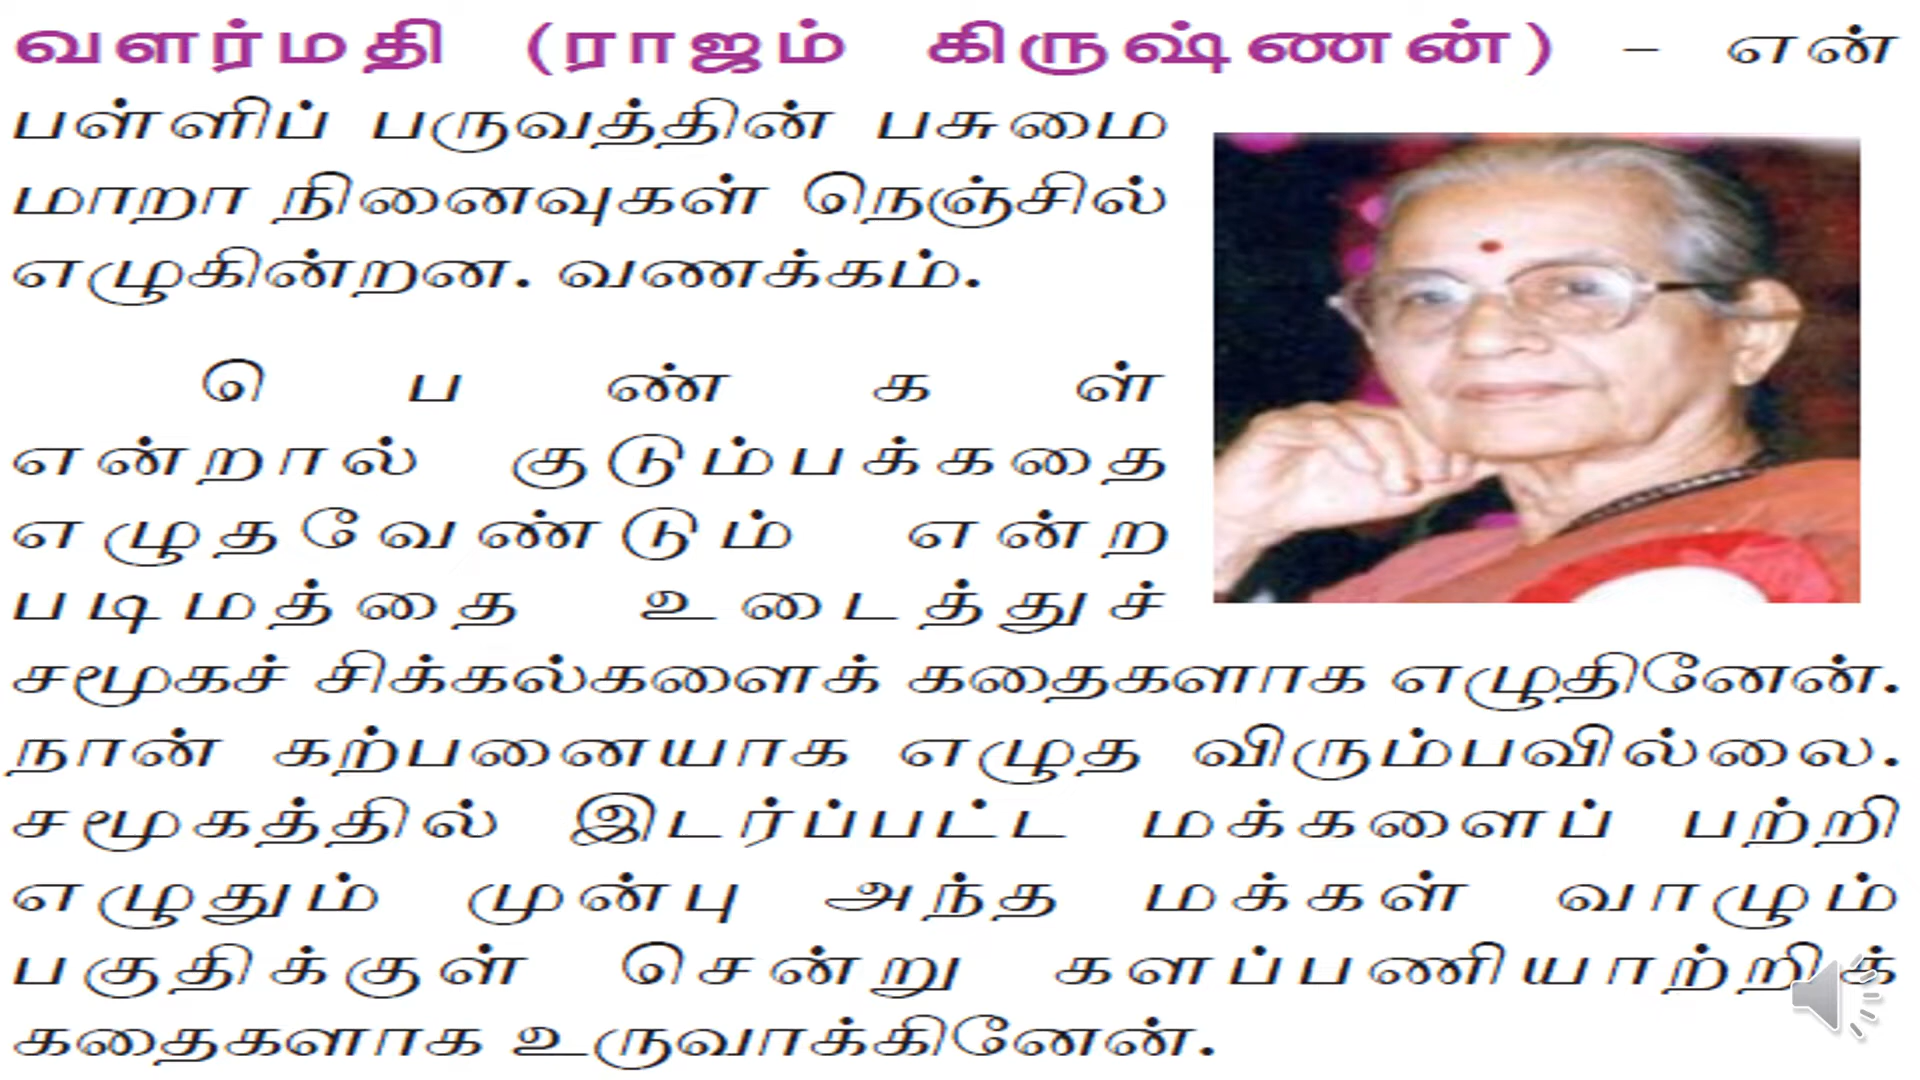 வளர்மதி (ராஜம் கிருஷ்ணன்) – என்
பள்ளிப் பருவத்தின் பசுமை
மாறா நினைவுகள் நெஞ்சில்
எழுகின்றன. வணக்கம்.
பெண்கள்
என்றால் குடும்பக்கதை
எழுதவேண்டும் என்ற
படிமத்தை உடைத்துச்
சமூகச் சிக்கல்களைக் கதைகளாக எழுதினேன்.
நான் கற்பனையாக எழுத விரும்பவில்லை.
சமூகத்தில் இடர்ப்பட்ட மக்களைப் பற்றி
எழுதும் முன்பு அந்த மக்கள் வாழும்
பகுதிக்குள் சென்று களப்பணியாற்றிக்
கதைகளாக உருவாக்கினேன்.